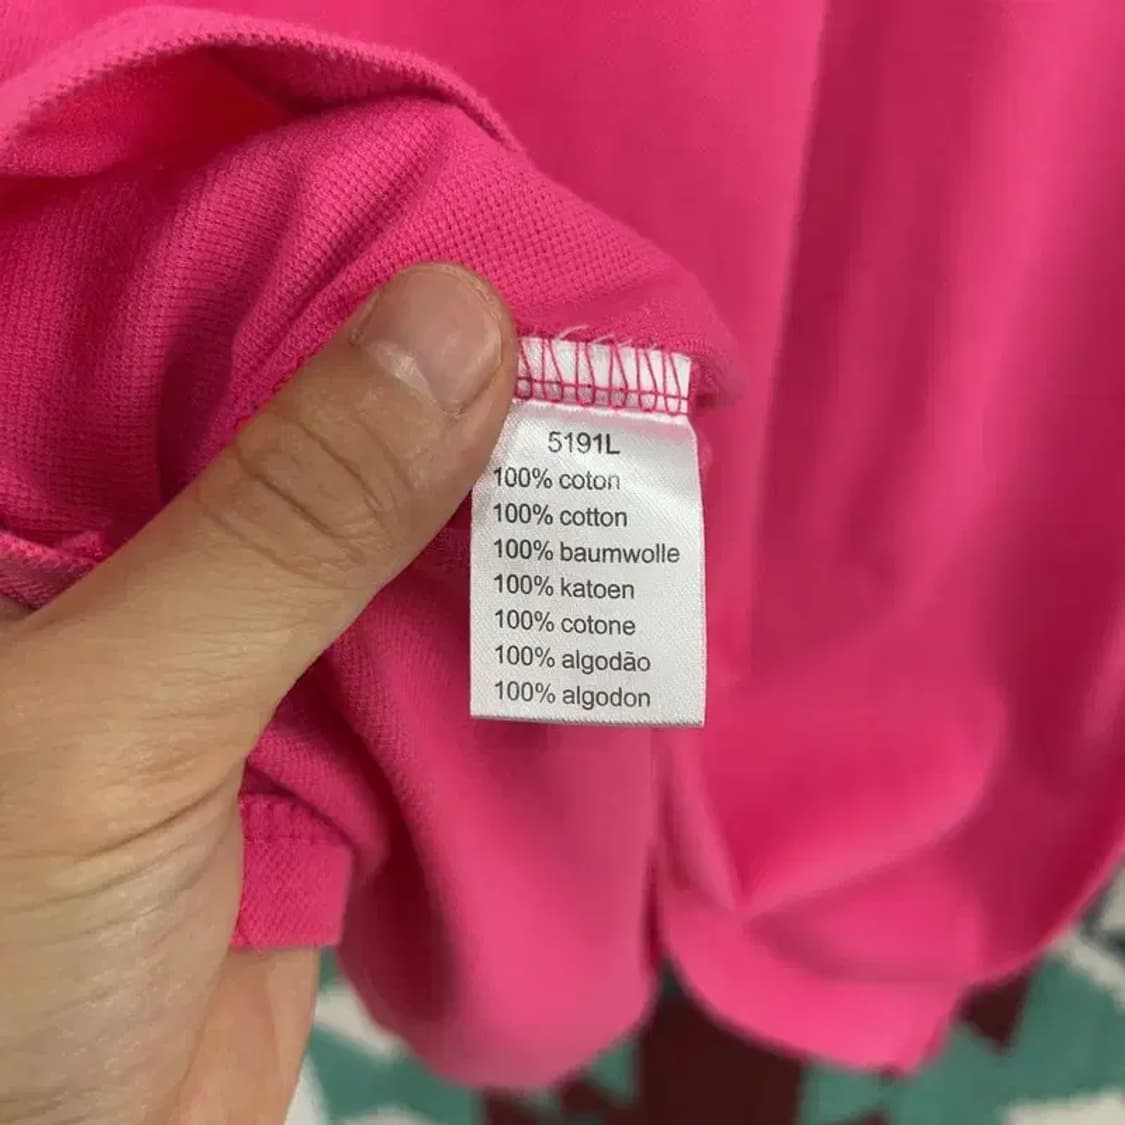 5191L
100% coton
100% cotton
100% baumwolle
100% katoen
100% cotone
100% algodão
100% algodon